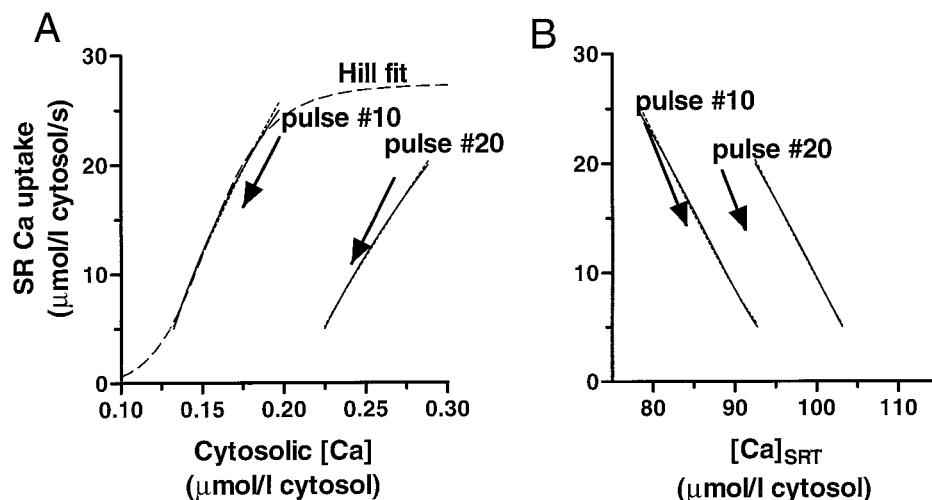 A
SR Ca uptake
(μmol/l cytosol/s)
30
20
10
0
Hill fit
pulse #10
pulse #20
0.10 0.15 0.20 0.25 0.30
Cytosolic [Ca]
(μmol/l cytosol)
B
30
20
10
0
pulse #10
pulse #20
80 90 100 110
[Ca]SRT
(μmol/l cytosol)